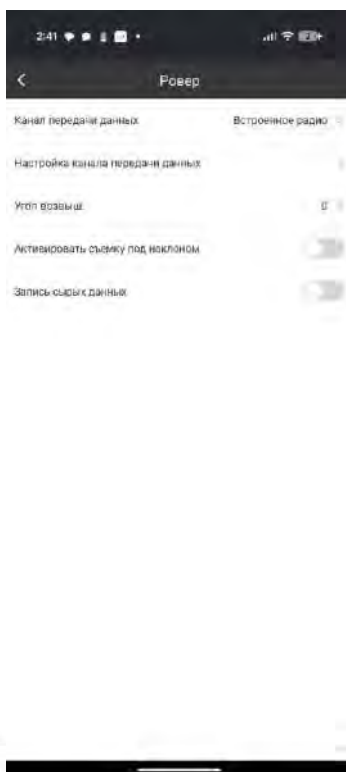 2:41
Ровер
Канал передачи данных Встроенное радио
Настройка канала передачи данных
Угол возвыш. 0
Активировать съемку под наклоном
Запись сырых данных